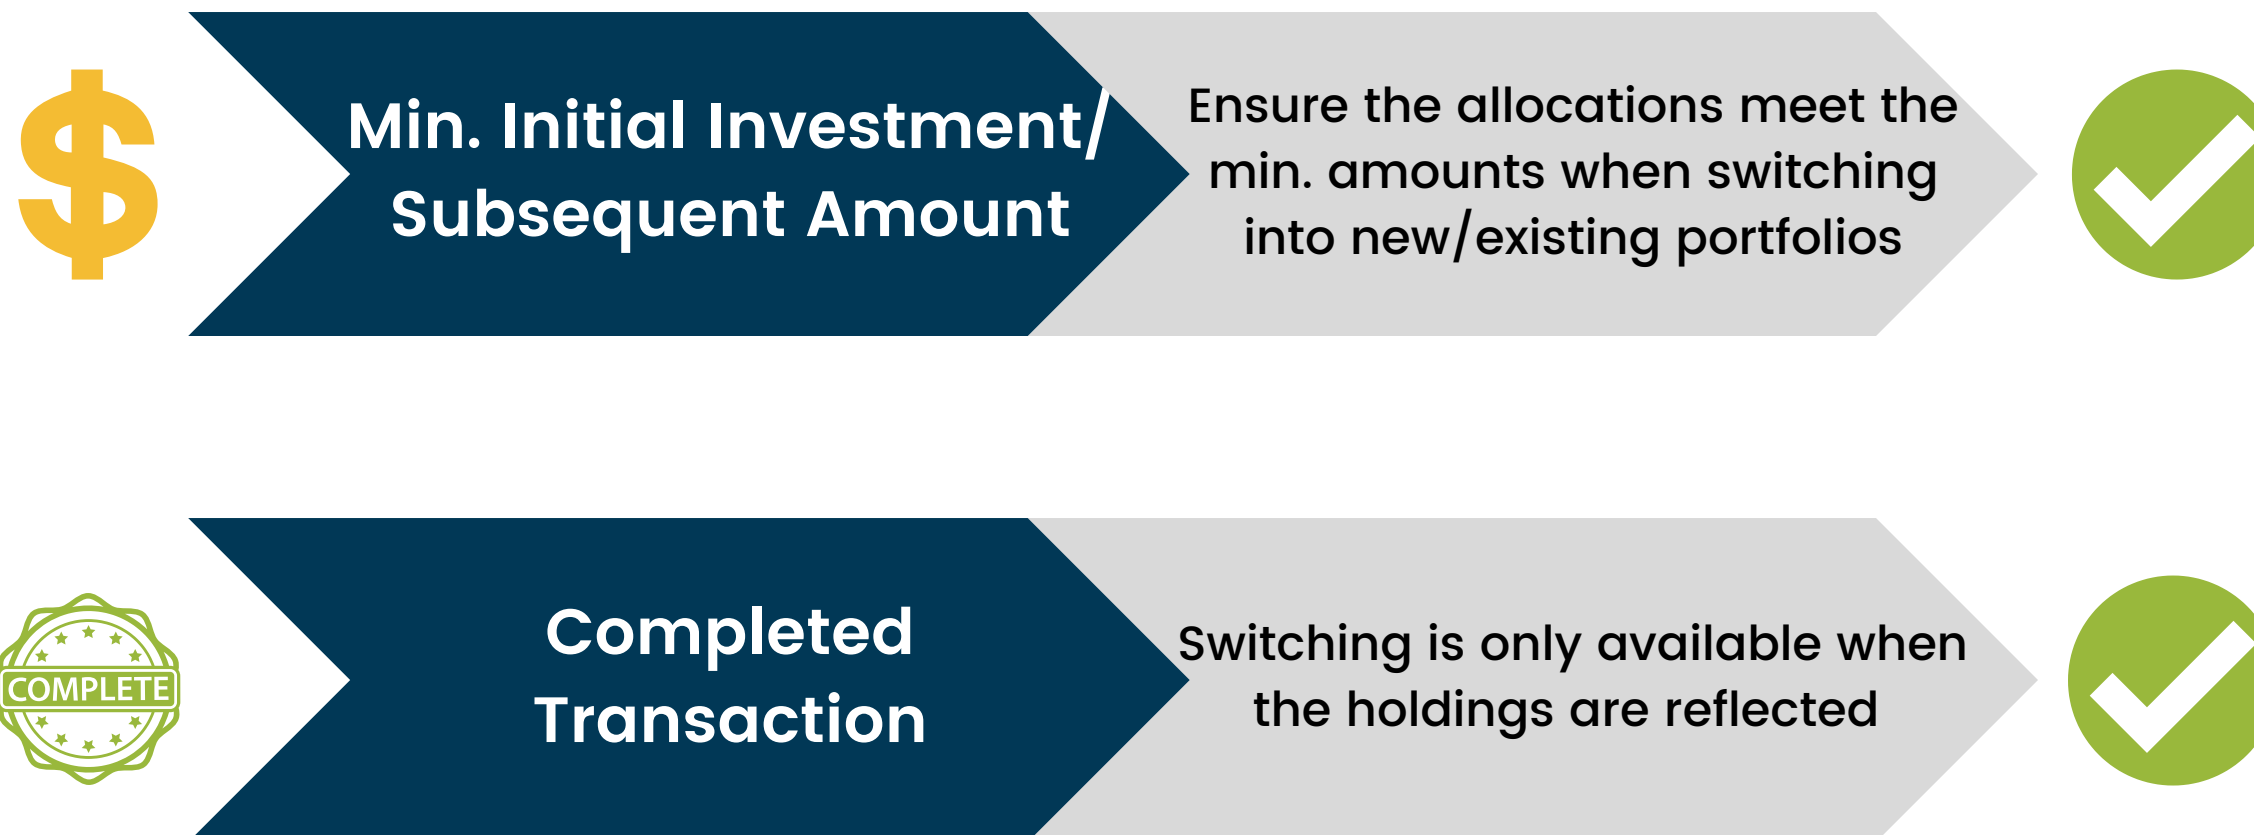 Min. Initial Investment/
Subsequent Amount
Ensure the allocations meet the
min. amounts when switching
into new/existing portfolios
COMPLETE
Completed
Transaction
Switching is only available when
the holdings are reflected